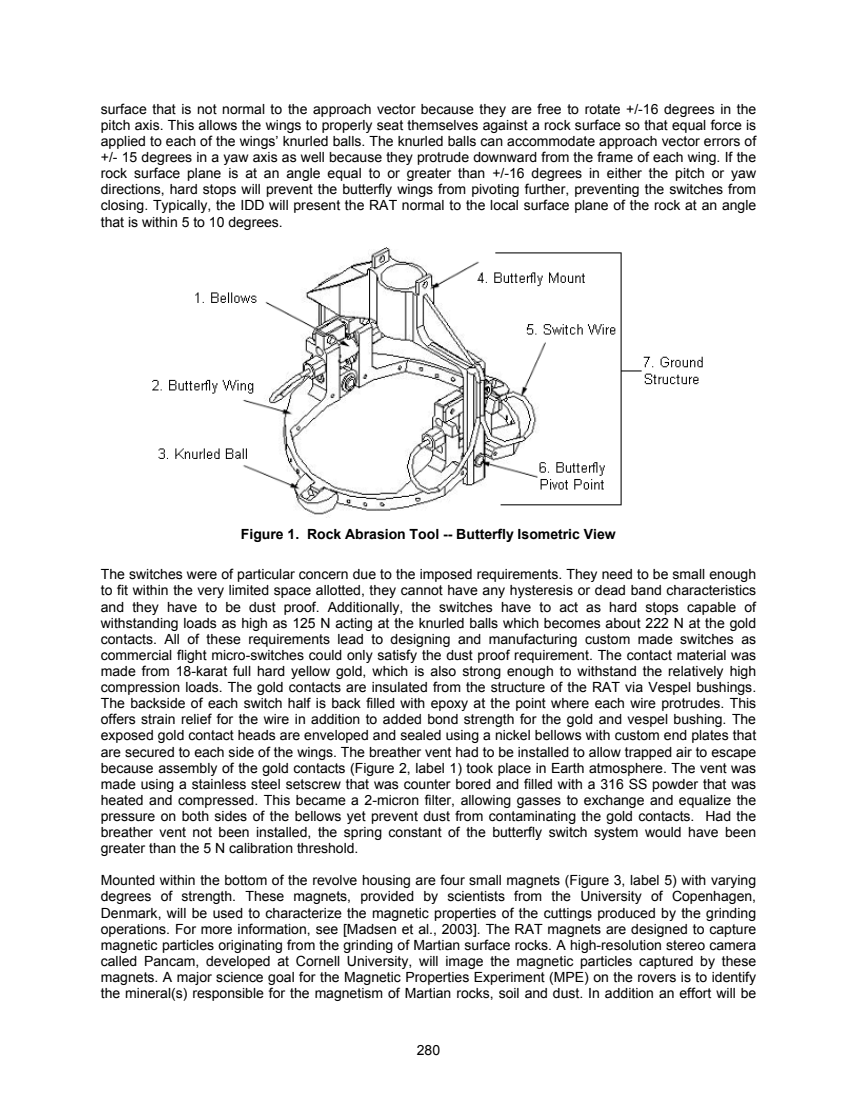 surface that is not normal to the approach vector because they are free to rotate +/-16 degrees in the
pitch axis. This allows the wings to properly seat themselves against a rock surface so that equal force is
applied to each of the wings' knurled balls. The knurled balls can accommodate approach vector errors of
+/- 15 degrees in a yaw axis as well because they protrude downward from the frame of each wing. If the
rock surface plane is at an angle equal to or greater than +/-16 degrees in either the pitch or yaw
directions, hard stops will prevent the butterfly wings from pivoting further, preventing the switches from
closing. Typically, the IDD will present the RAT normal to the local surface plane of the rock at an angle
that is within 5 to 10 degrees.
4. Butterfly Mount
1. Bellows
5. Switch Wire
7. Ground
Structure
2. Butterfly Wing
3. Knurled Ball
6. Butterfly
Pivot Point
Figure 1. Rock Abrasion Tool -- Butterfly Isometric View
The switches were of particular concern due to the imposed requirements. They need to be small enough
to fit within the very limited space allotted, they cannot have any hysteresis or dead band characteristics
and they have to be dust proof. Additionally, the switches have to act as hard stops capable of
withstanding loads as high as 125 N acting at the knurled balls which becomes about 222 N at the gold
contacts. All of these requirements lead to designing and manufacturing custom made switches as
commercial flight micro-switches could only satisfy the dust proof requirement. The contact material was
made from 18-karat full hard yellow gold, which is also strong enough to withstand the relatively high
compression loads. The gold contacts are insulated from the structure of the RAT via Vespel bushings.
The backside of each switch half is back filled with epoxy at the point where each wire protrudes. This
offers strain relief for the wire in addition to added bond strength for the gold and vespel bushing. The
exposed gold contact heads are enveloped and sealed using a nickel bellows with custom end plates that
are secured to each side of the wings. The breather vent had to be installed to allow trapped air to escape
because assembly of the gold contacts (Figure 2, label 1) took place in Earth atmosphere. The vent was
made using a stainless steel setscrew that was counter bored and filled with a 316 SS powder that was
heated and compressed. This became a 2-micron filter, allowing gasses to exchange and equalize the
pressure on both sides of the bellows yet prevent dust from contaminating the gold contacts. Had the
breather vent not been installed, the spring constant of the butterfly switch system would have been
greater than the 5 N calibration threshold.
Mounted within the bottom of the revolve housing are four small magnets (Figure 3, label 5) with varying
degrees of strength. These magnets, provided by scientists from the University of Copenhagen,
Denmark, will be used to characterize the magnetic properties of the cuttings produced by the grinding
operations. For more information, see [Madsen et al., 2003]. The RAT magnets are designed to capture
magnetic particles originating from the grinding of Martian surface rocks. A high-resolution stereo camera
called Pancam, developed at Cornell University, will image the magnetic particles captured by these
magnets. A major science goal for the Magnetic Properties Experiment (MPE) on the rovers is to identify
the mineral(s) responsible for the magnetism of Martian rocks, soil and dust. In addition an effort will be
280